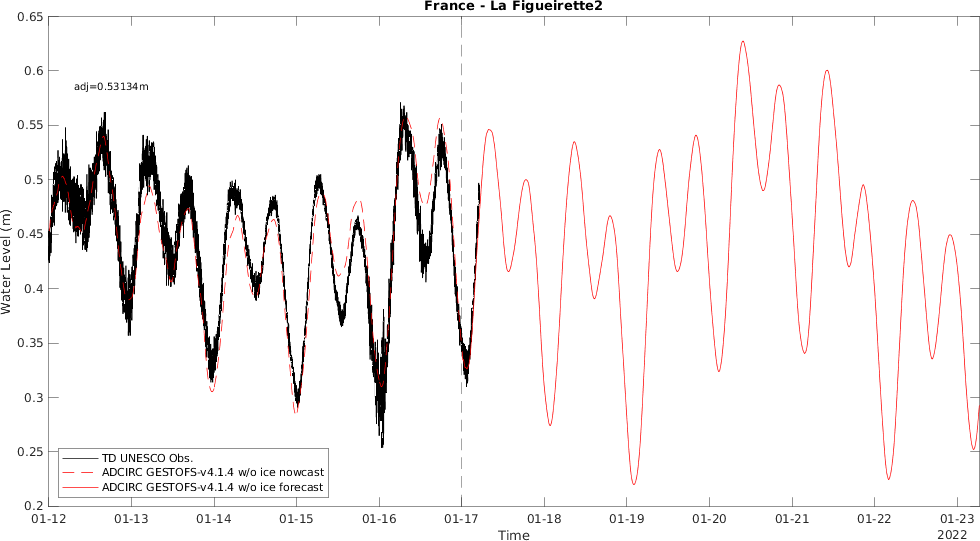 France - La Figueirette2
0.65
0.6
0.55
0.5
0.45
0.4
0.35
0.3
0.25
0.2
Water Level (m)
adj=0.53134m
TD UNESCO Obs.
ADCIRC GESTOFS-v4.1.4 w/o ice nowcast
ADCIRC GESTOFS-v4.1.4 w/o ice forecast
01-12 01-13 01-14 01-15 01-16 01-17 01-18 01-19 01-20 01-21 01-22 01-23
Time
2022